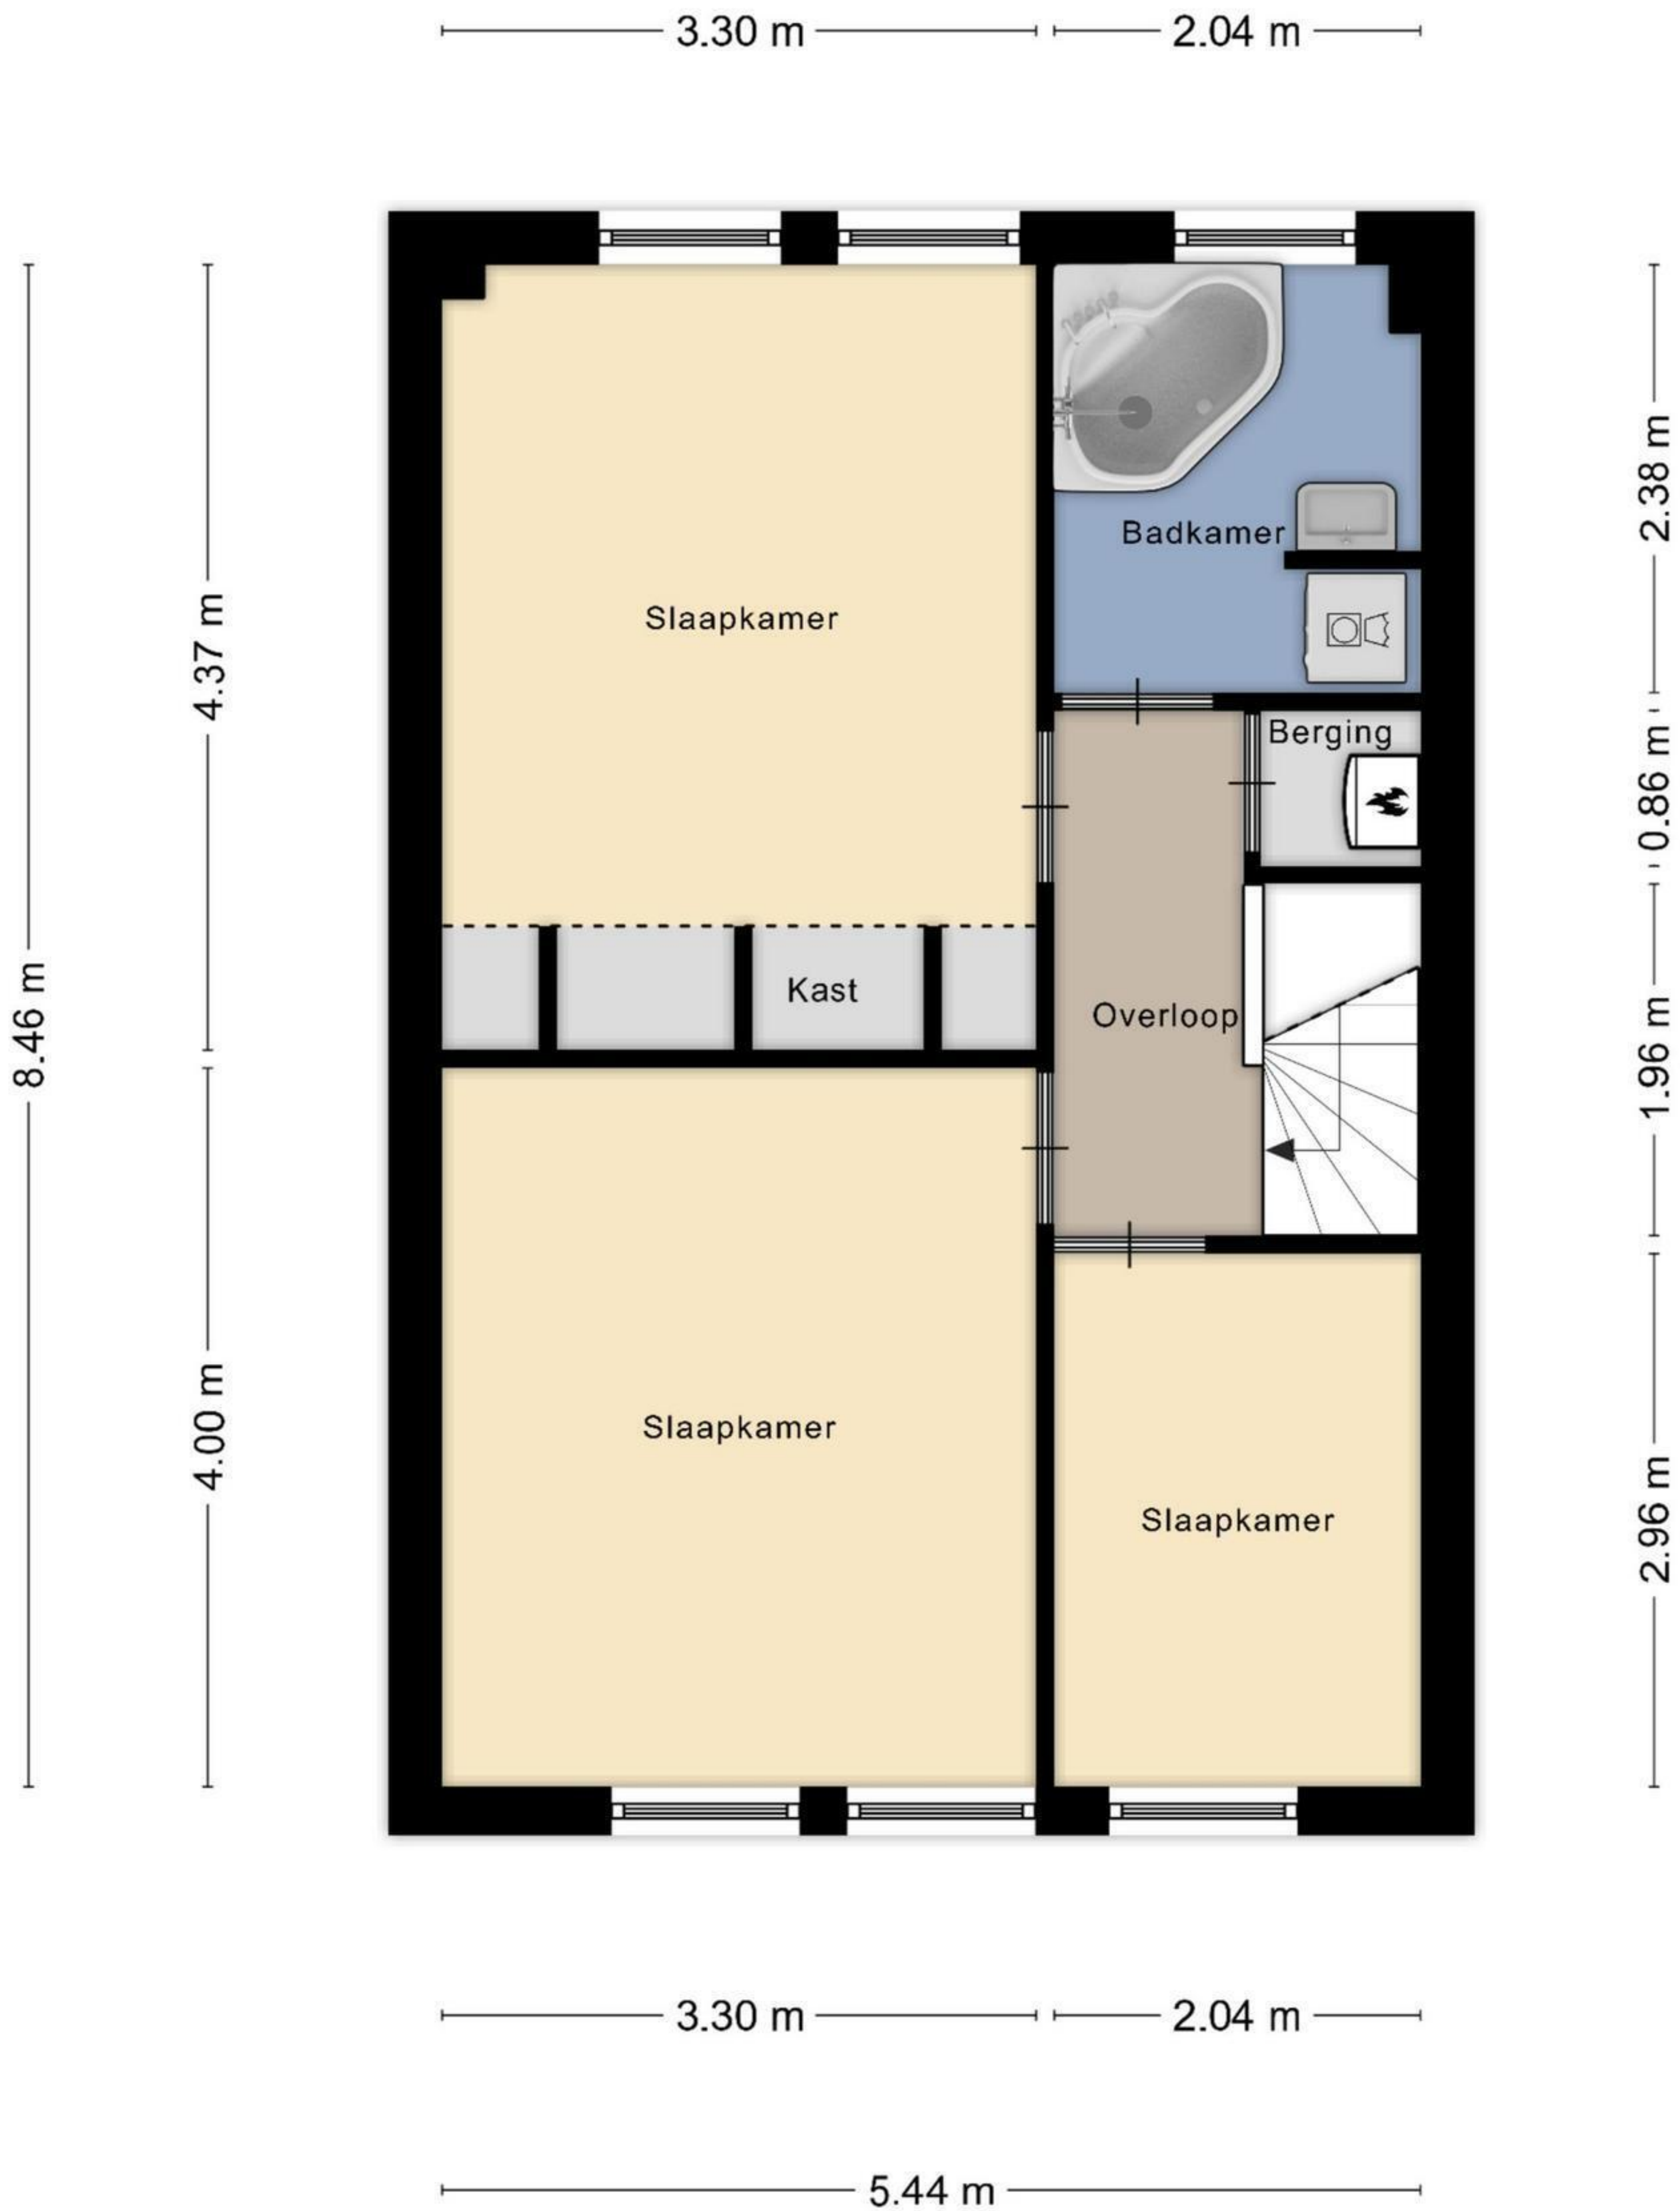 3.30 m
2.04 m
8.46 m
4.37 m
4.00 m
Slaapkamer
Badkamer
Berging
Kast
Overloop
Slaapkamer
Slaapkamer
2.38 m
0.86 m
1.96 m
2.96 m
3.30 m
2.04 m
5.44 m